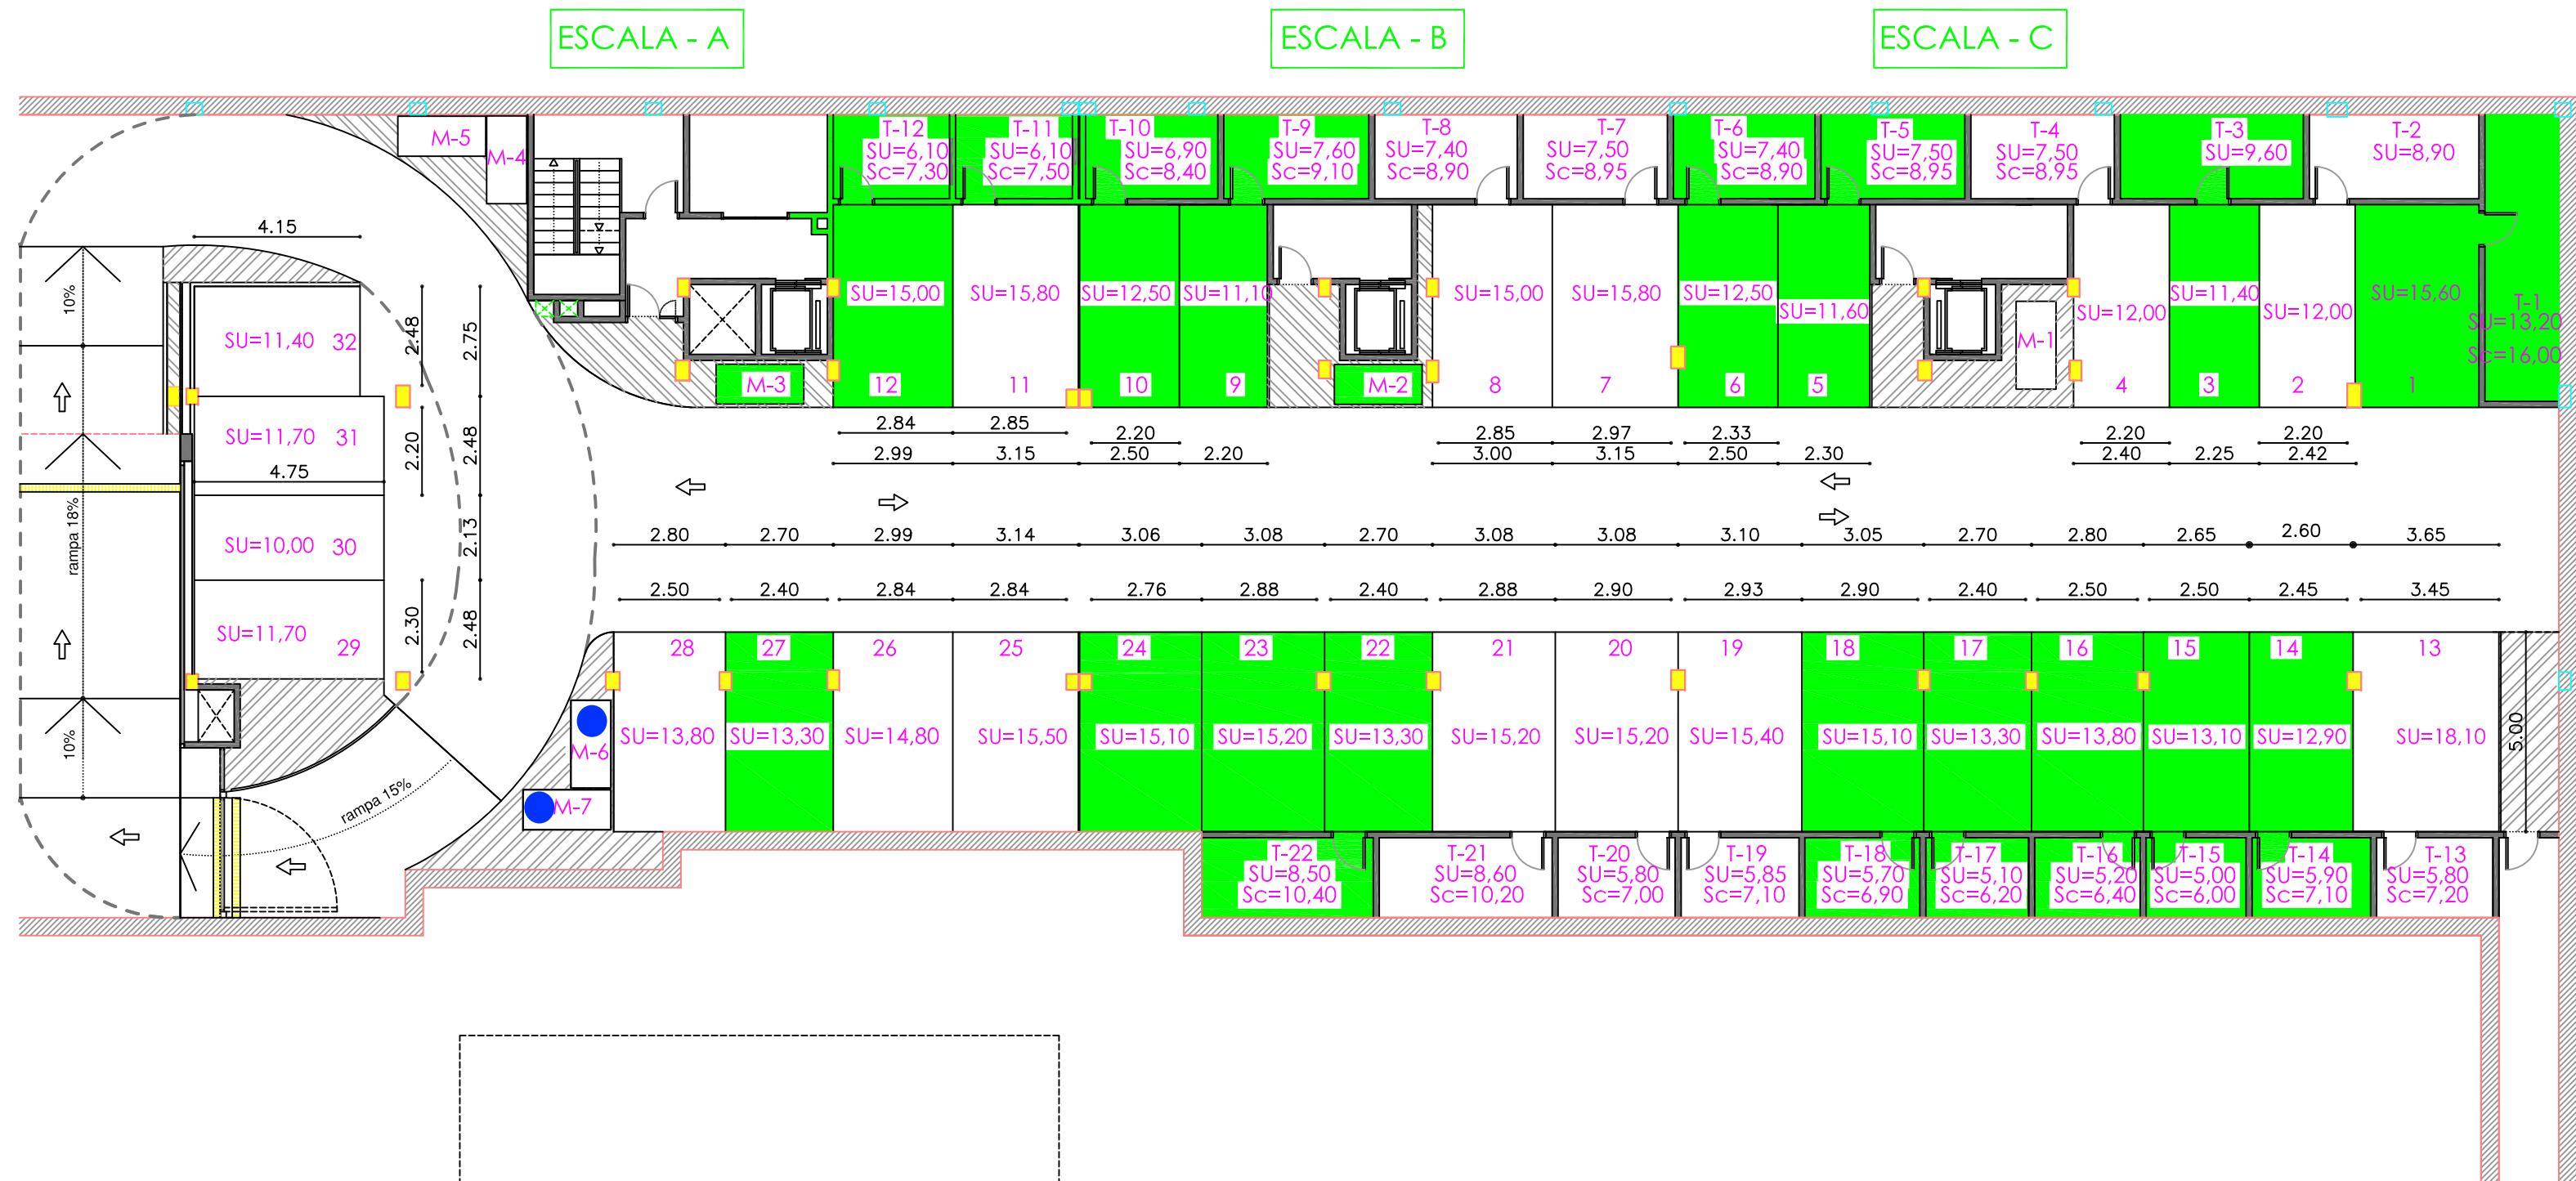 ESCALA - A
ESCALA - B
ESCALA - C
M-5
M-4
T-12
SU=6,10
Sc=7,30
T-11
SU=6,10
Sc=7,50
T-10
SU=6,90
Sc=8,40
T-9
SU=7,60
Sc=9,10
T-8
SU=7,40
Sc=8,90
T-7
SU=7,50
Sc=8,95
T-6
SU=7,40
Sc=8,90
T-5
SU=7,50
Sc=8,95
T-4
SU=7,50
Sc=8,95
T-3
SU=9,60
T-2
SU=8,90
T-1
SU=13,20
Sc=16,00
4.15
10%
SU=11,40 32
2.48
2.75
SU=11,70 31
4.75
2.20
2.48
rampa 18%
SU=10,00 30
2.13
SU=11,70 29
2.30
2.48
10%
rampa 15%
M-3
SU=15,00
12
SU=15,80
11
SU=12,50
10
SU=11,10
9
M-2
SU=15,00
8
SU=15,80
7
SU=12,50
6
SU=11,60
5
M-1
SU=12,00
4
SU=11,40
3
SU=12,00
2
SU=15,60
1
2.84 2.85 2.20 2.85 2.97 2.33 2.20 2.20
2.99 3.15 2.50 2.20 3.00 3.15 2.50 2.30 2.40 2.25 2.42
2.80 2.70 2.99 3.14 3.06 3.08 2.70 3.08 3.08 3.10 3.05 2.70 2.80 2.65 2.60 3.65
2.50 2.40 2.84 2.84 2.76 2.88 2.40 2.88 2.90 2.93 2.90 2.40 2.50 2.50 2.45 3.45
28 27 26 25 24 23 22 21 20 19 18 17 16 15 14 13
SU=13,80 SU=13,30 SU=14,80 SU=15,50 SU=15,10 SU=15,20 SU=13,30 SU=15,20 SU=15,20 SU=15,40 SU=15,10 SU=13,30 SU=13,80 SU=13,10 SU=12,90 SU=18,10
5.00
M-6
M-7
T-22
SU=8,50
Sc=10,40
T-21
SU=8,60
Sc=10,20
T-20
SU=5,80
Sc=7,00
T-19
SU=5,85
Sc=7,10
T-18
SU=5,70
Sc=6,90
T-17
SU=5,10
Sc=6,20
T-16
SU=5,20
Sc=6,40
T-15
SU=5,00
Sc=6,00
T-14
SU=5,90
Sc=7,10
T-13
SU=5,80
Sc=7,20